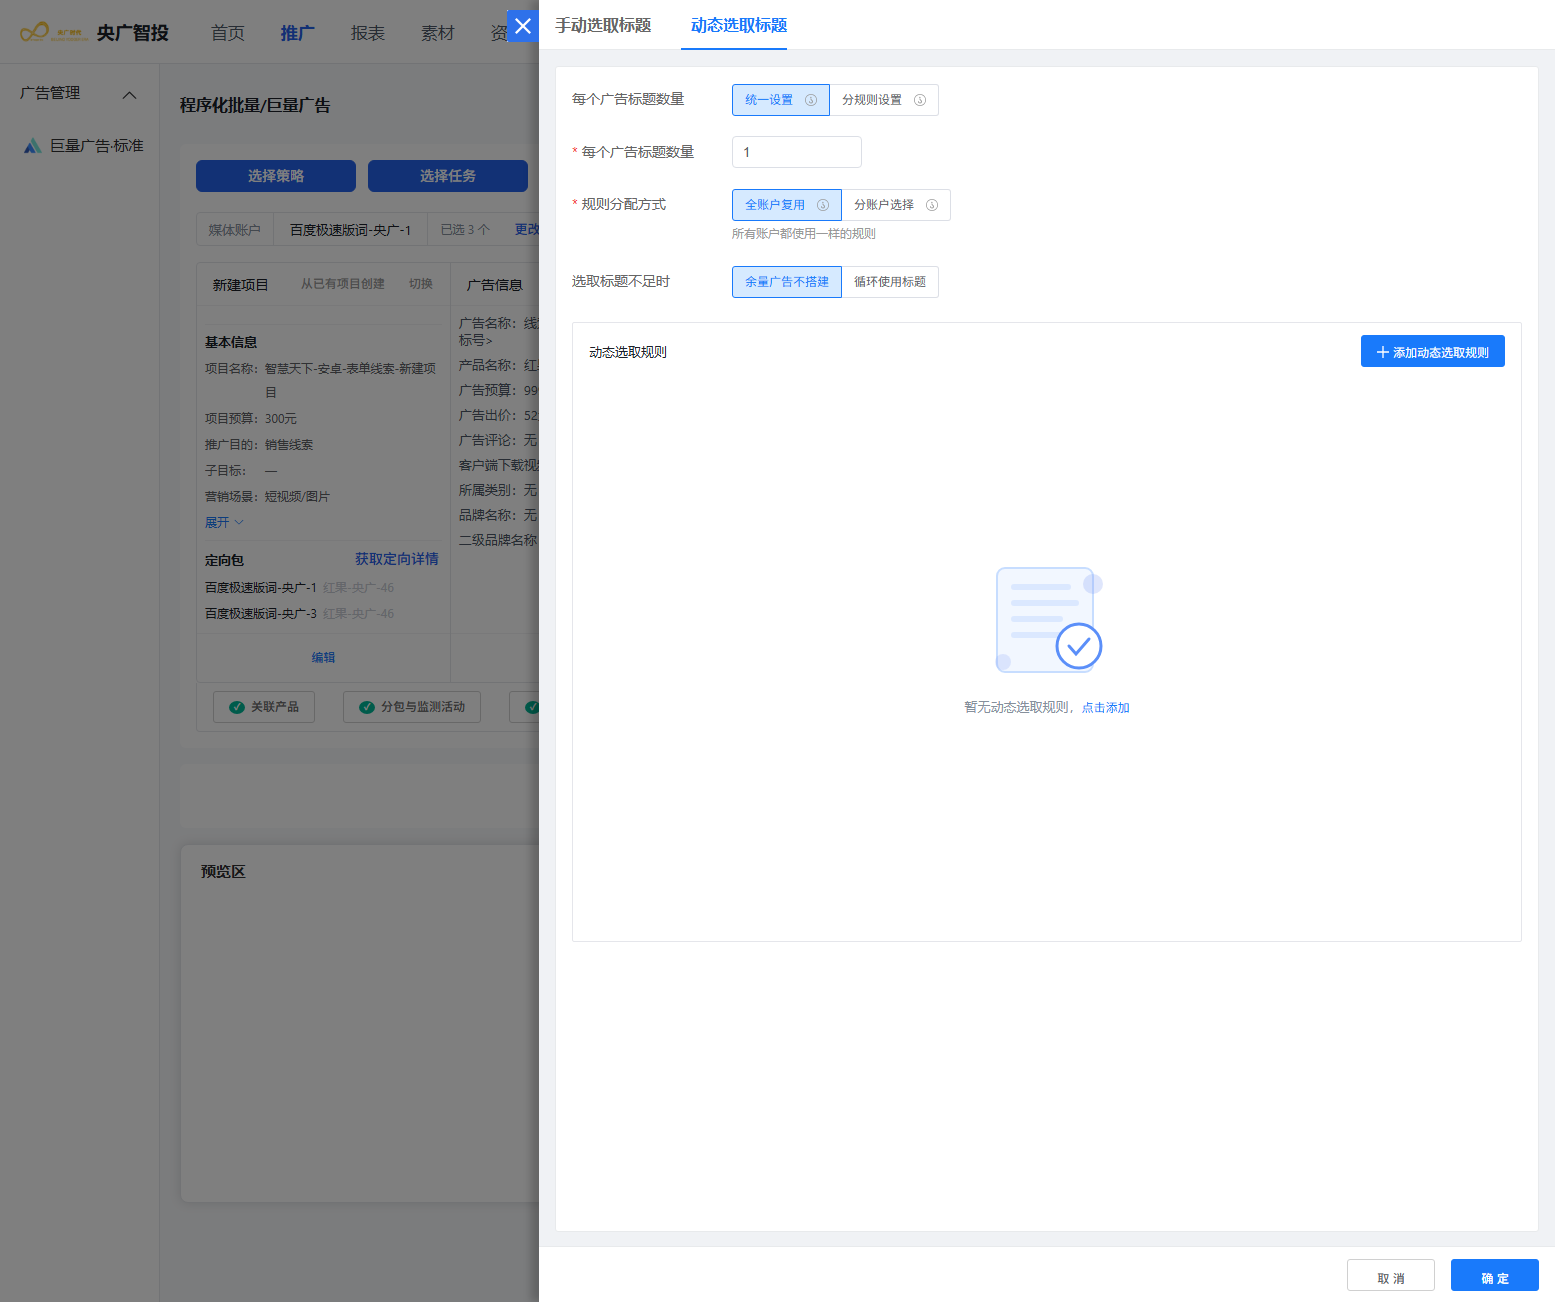 央广智投
首页
推广
报表
素材
资
手动选取标题
动态选取标题
广告管理
巨量广告·标准
程序化批量/巨量广告
选择策略
选择任务
媒体账户
百度极速版词-央广-1
已选 3 个
更改
新建项目
从已有项目创建
切换
广告信息
基本信息
项目名称： 智慧天下-安卓-表单线索-新建项
目
项目预算： 300元
推广目的： 销售线索
子目标： —
营销场景： 短视频/图片
展开
定向包
获取定向详情
百度极速版词-央广-1 红果-央广-46
百度极速版词-央广-3 红果-央广-46
编辑
标号>
产品名称：
广告预算： 99
广告出价： 52
广告评论： 无
客户端下载视
所属类别： 无
品牌名称： 无
二级品牌名称
关联产品
分包与监测活动
预览区
每个广告标题数量
统一设置
分规则设置
* 每个广告标题数量
1
* 规则分配方式
全账户复用
分账户选择
所有账户都使用一样的规则
选取标题不足时
余量广告不搭建
循环使用标题
动态选取规则
添加动态选取规则
暂无动态选取规则，点击添加
取 消
确 定